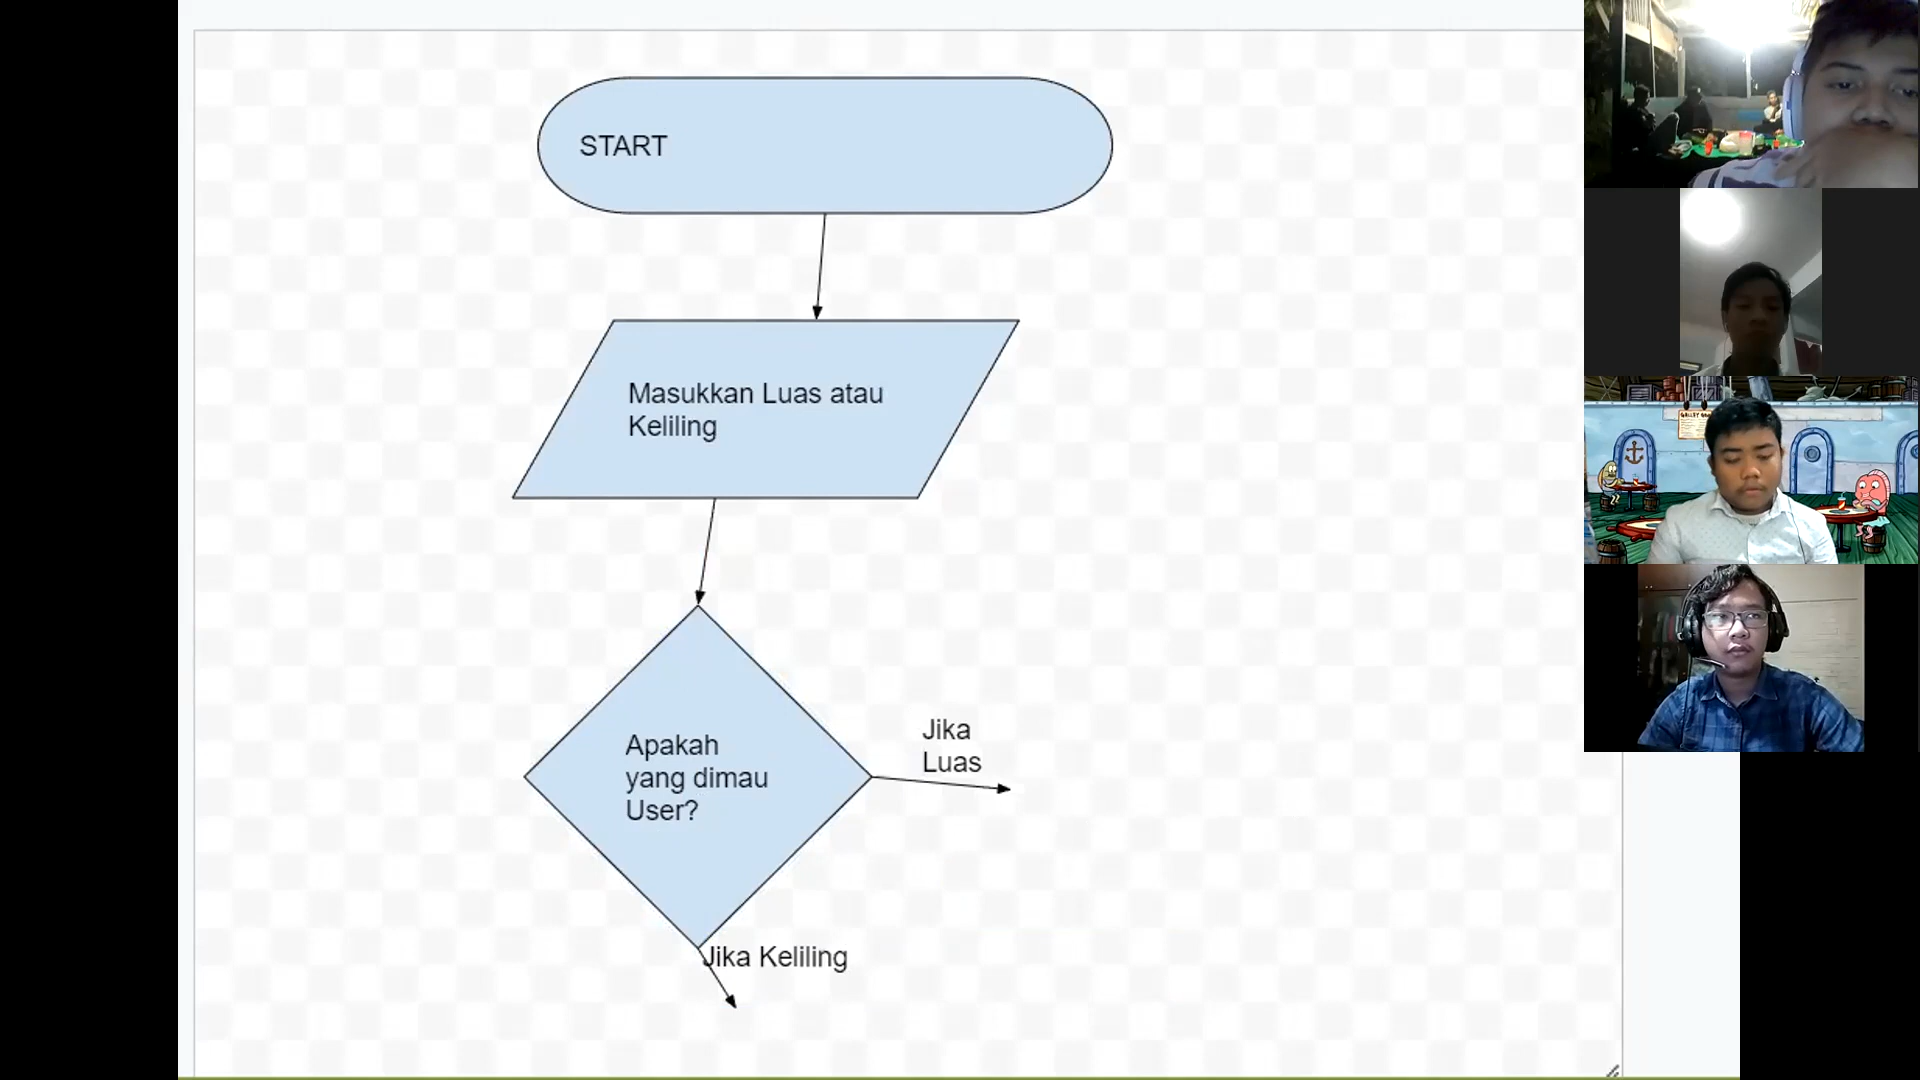 START
Masukkan Luas atau
Keliling
Apakah
yang dimau
User?
Jika
Luas
Jika Keliling